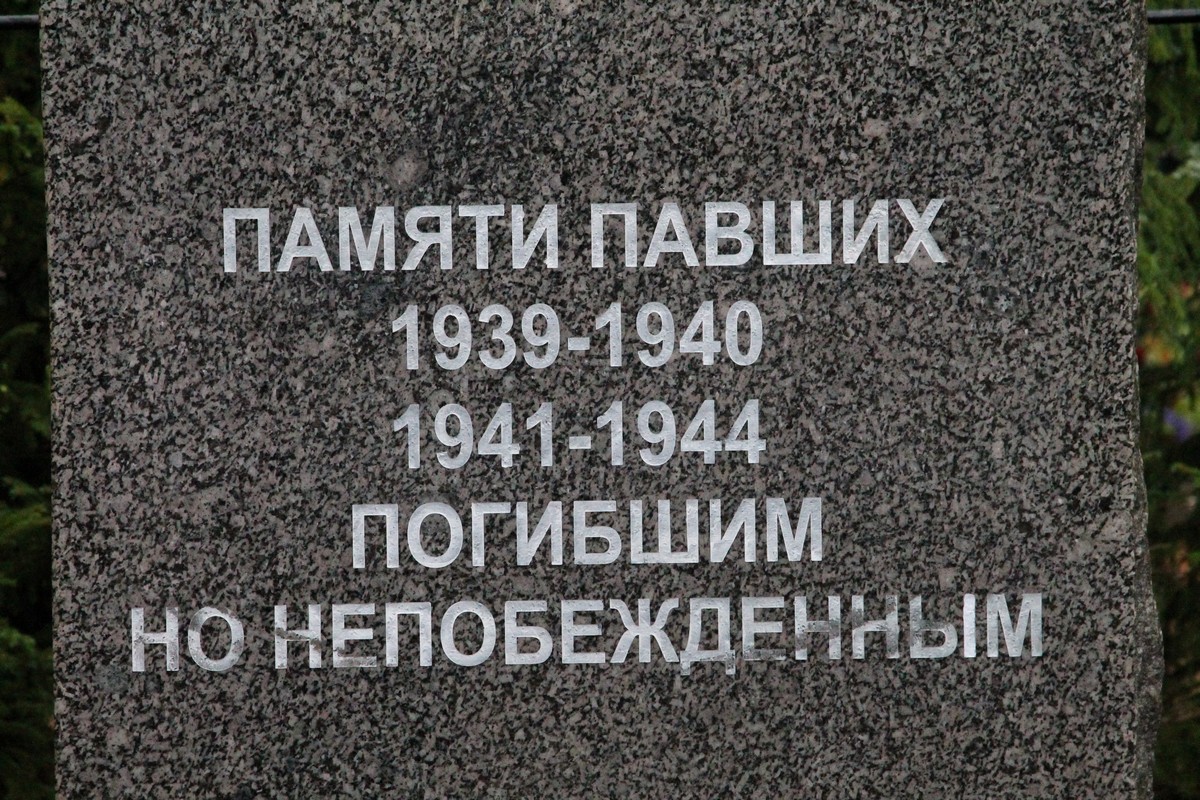 ПАМЯТИ ПАВШИХ
1939-1940
1941-1944
ПОГИБШИМ
НО НЕПОБЕЖДЕННЫМ